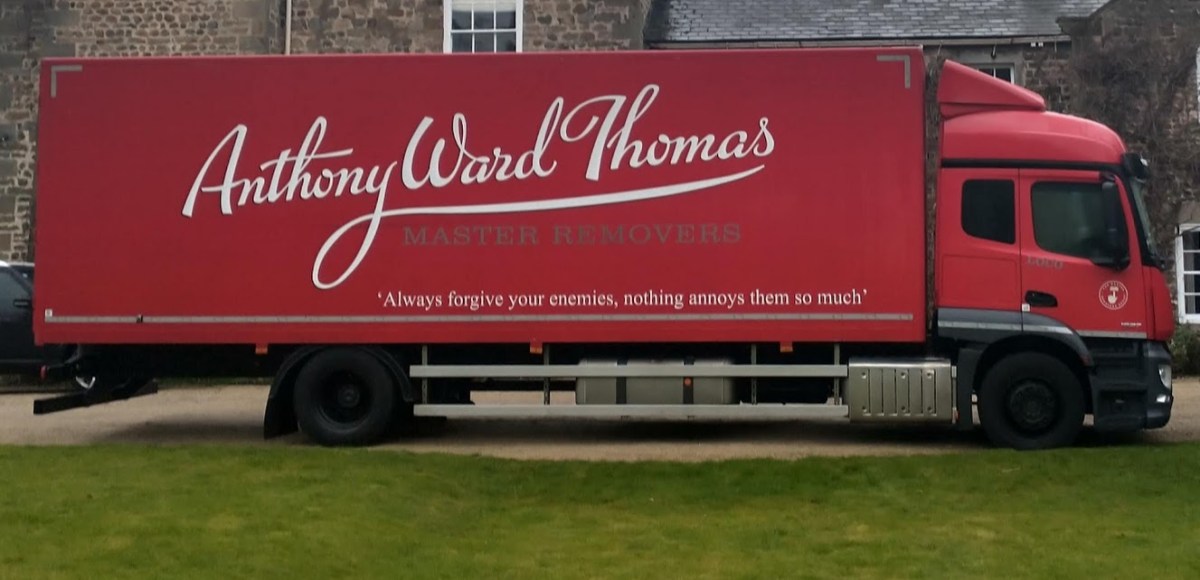 Anthony Ward Thomas
MASTER REMOVERS
‘Always forgive your enemies, nothing annoys them so much’